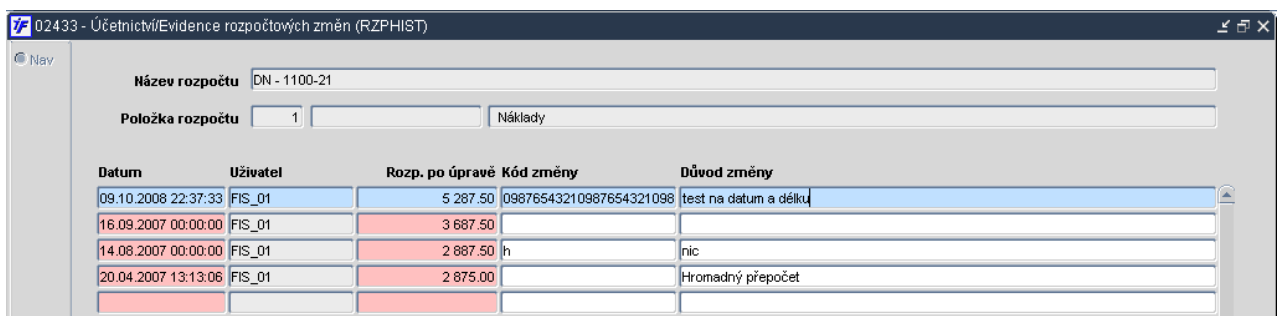 02433 - Účetnictví/Evidence rozpočtových změn (RZPHIST)
Nav
Název rozpočtu DN - 1100-21
Položka rozpočtu 1 Náklady
Datum Uživatel Rozp. po úpravě Kód změny Důvod změny
09.10.2008 22:37:33 FIS_01 5 287.50 09876543210987654321098 test na datum a délku
16.09.2007 00:00:00 FIS_01 3 687.50
14.08.2007 00:00:00 FIS_01 2 887.50 h nic
20.04.2007 13:13:06 FIS_01 2 875.00 Hromadný přepočet